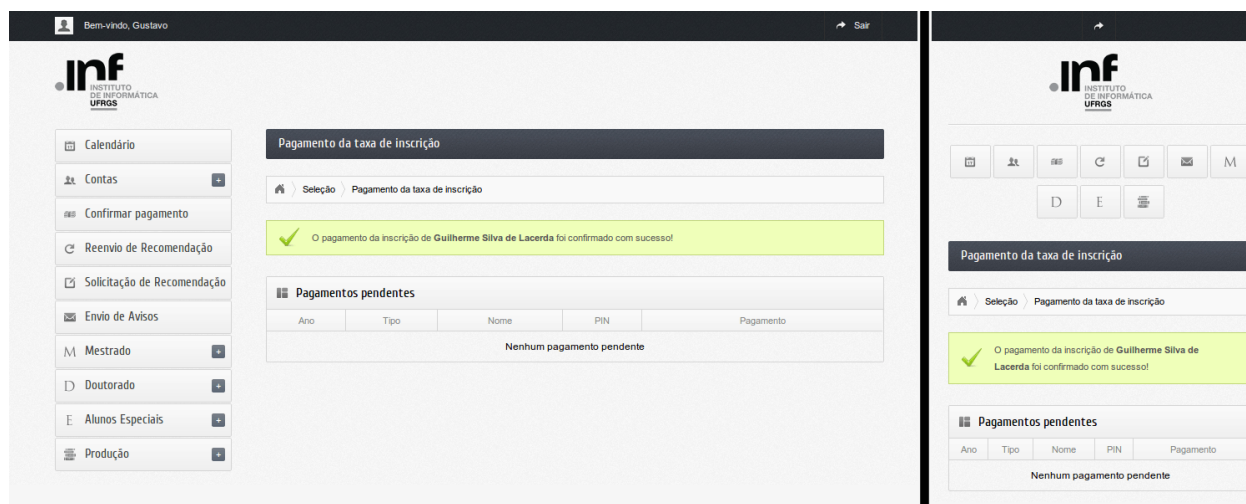 Bem-vindo, Gustavo
Sair
.Inf
INSTITUTO
DE INFORMÁTICA
UFRGS
Calendário
Contas
Confirmar pagamento
Reenvio de Recomendação
Solicitação de Recomendação
Envio de Avisos
M Mestrado
D Doutorado
E Alunos Especiais
Produção
Pagamento da taxa de inscrição
Seleção Pagamento da taxa de inscrição
O pagamento da inscrição de Guilherme Silva de Lacerda foi confirmado com sucesso!
Pagamentos pendentes
Ano Tipo Nome PIN Pagamento
Nenhum pagamento pendente
.Inf
INSTITUTO
DE INFORMÁTICA
UFRGS
M
D E
Pagamento da taxa de inscrição
Seleção Pagamento da taxa de inscrição
O pagamento da inscrição de Guilherme Silva de
Lacerda foi confirmado com sucesso!
Pagamentos pendentes
Ano Tipo Nome PIN Pagamento
Nenhum pagamento pendente